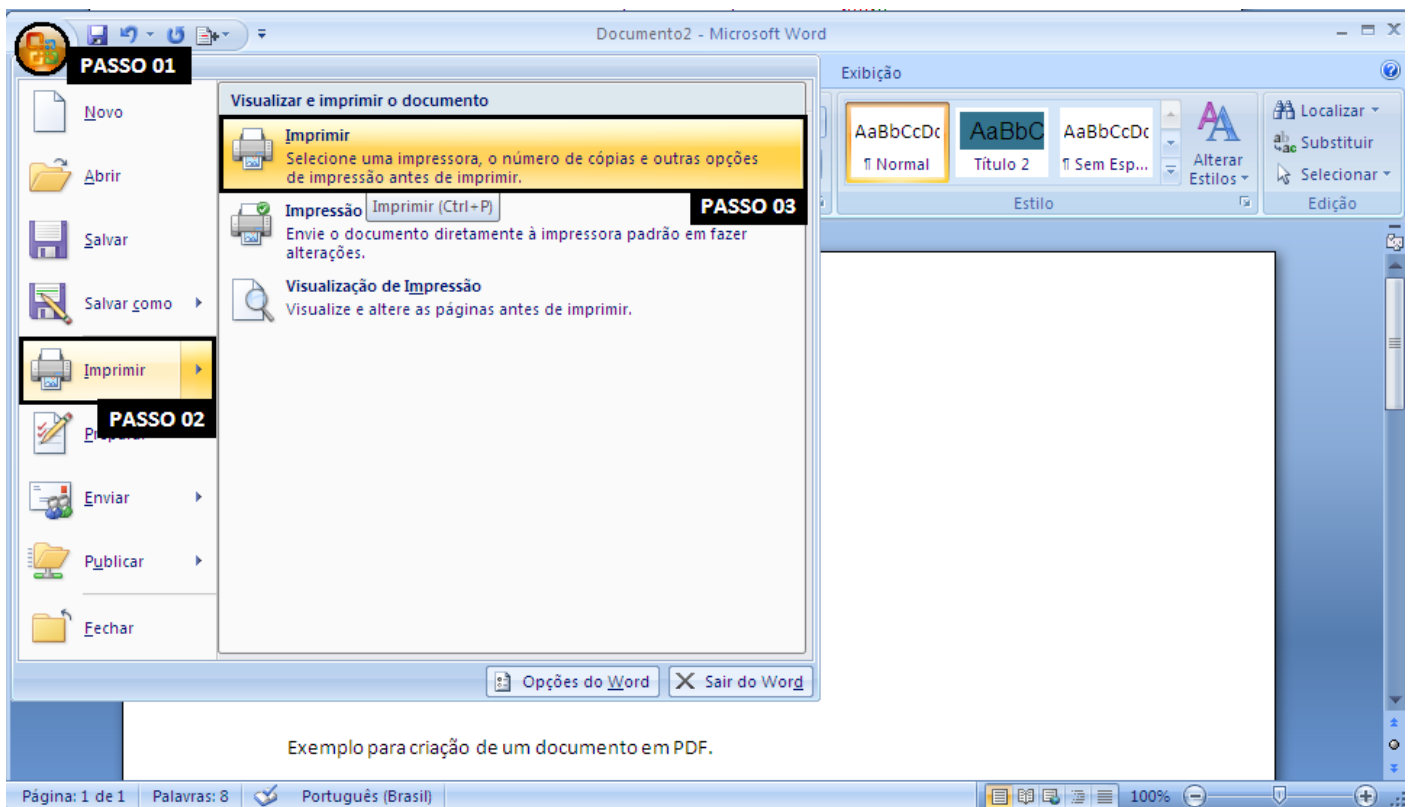 Documento2 - Microsoft Word
PASSO 01
Exibição
Novo
Abrir
Salvar
Salvar como
Imprimir
PASSO 02
Enviar
Publicar
Fechar
Visualizar e imprimir o documento
Imprimir
Selecione uma impressora, o número de cópias e outras opções
de impressão antes de imprimir.
PASSO 03
Impressão
Imprimir (Ctrl+P)
Envie o documento diretamente à impressora padrão em fazer
alterações.
Visualização de Impressão
Visualize e altere as páginas antes de imprimir.
Opções do Word
Sair do Word
AaBbCcDc
¶ Normal
AaBbC
Título 2
AaBbCcDc
¶ Sem Esp...
Alterar
Estilos
Estilo
Localizar
Substituir
Selecionar
Edição
Exemplo para criação de um documento em PDF.
Página: 1 de 1 Palavras: 8 Português (Brasil) 100%